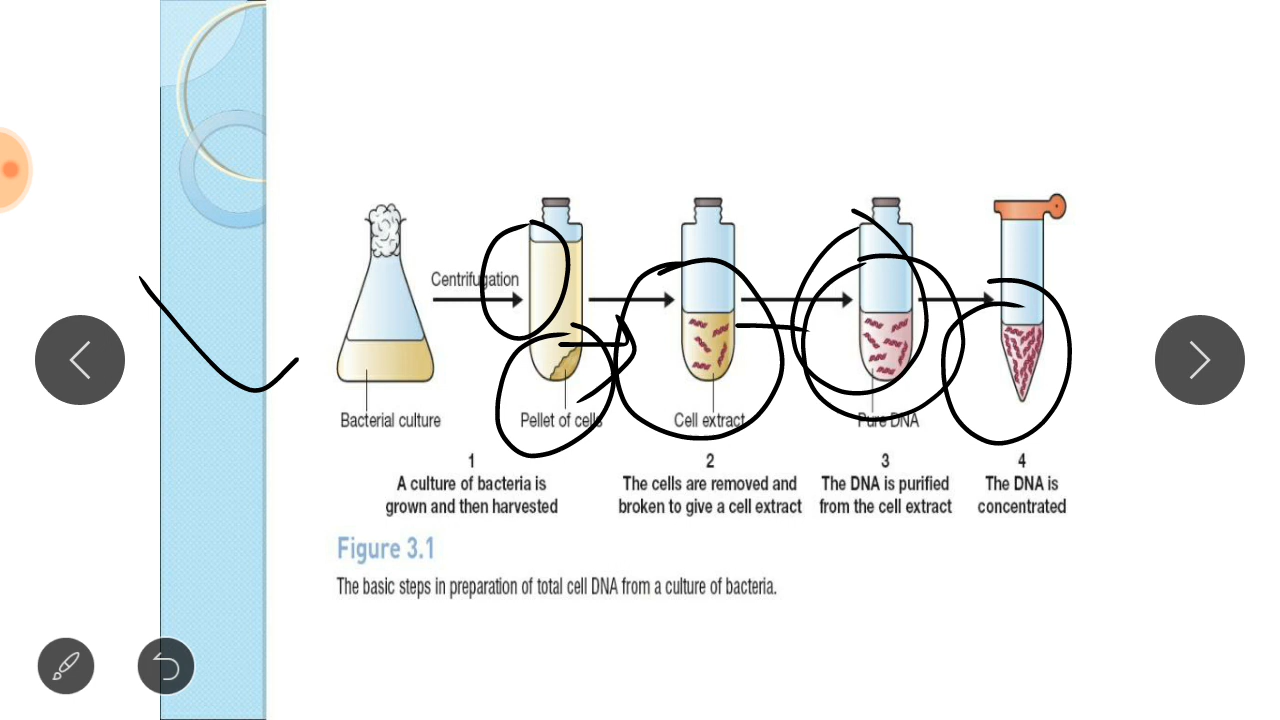 Centrifugation
Bacterial culture
Pellet of cells
Cell extract
Pure DNA
1
A culture of bacteria is
grown and then harvested
2
The cells are removed and
broken to give a cell extract
3
The DNA is purified
from the cell extract
4
The DNA is
concentrated
Figure 3.1
The basic steps in preparation of total cell DNA from a culture of bacteria.